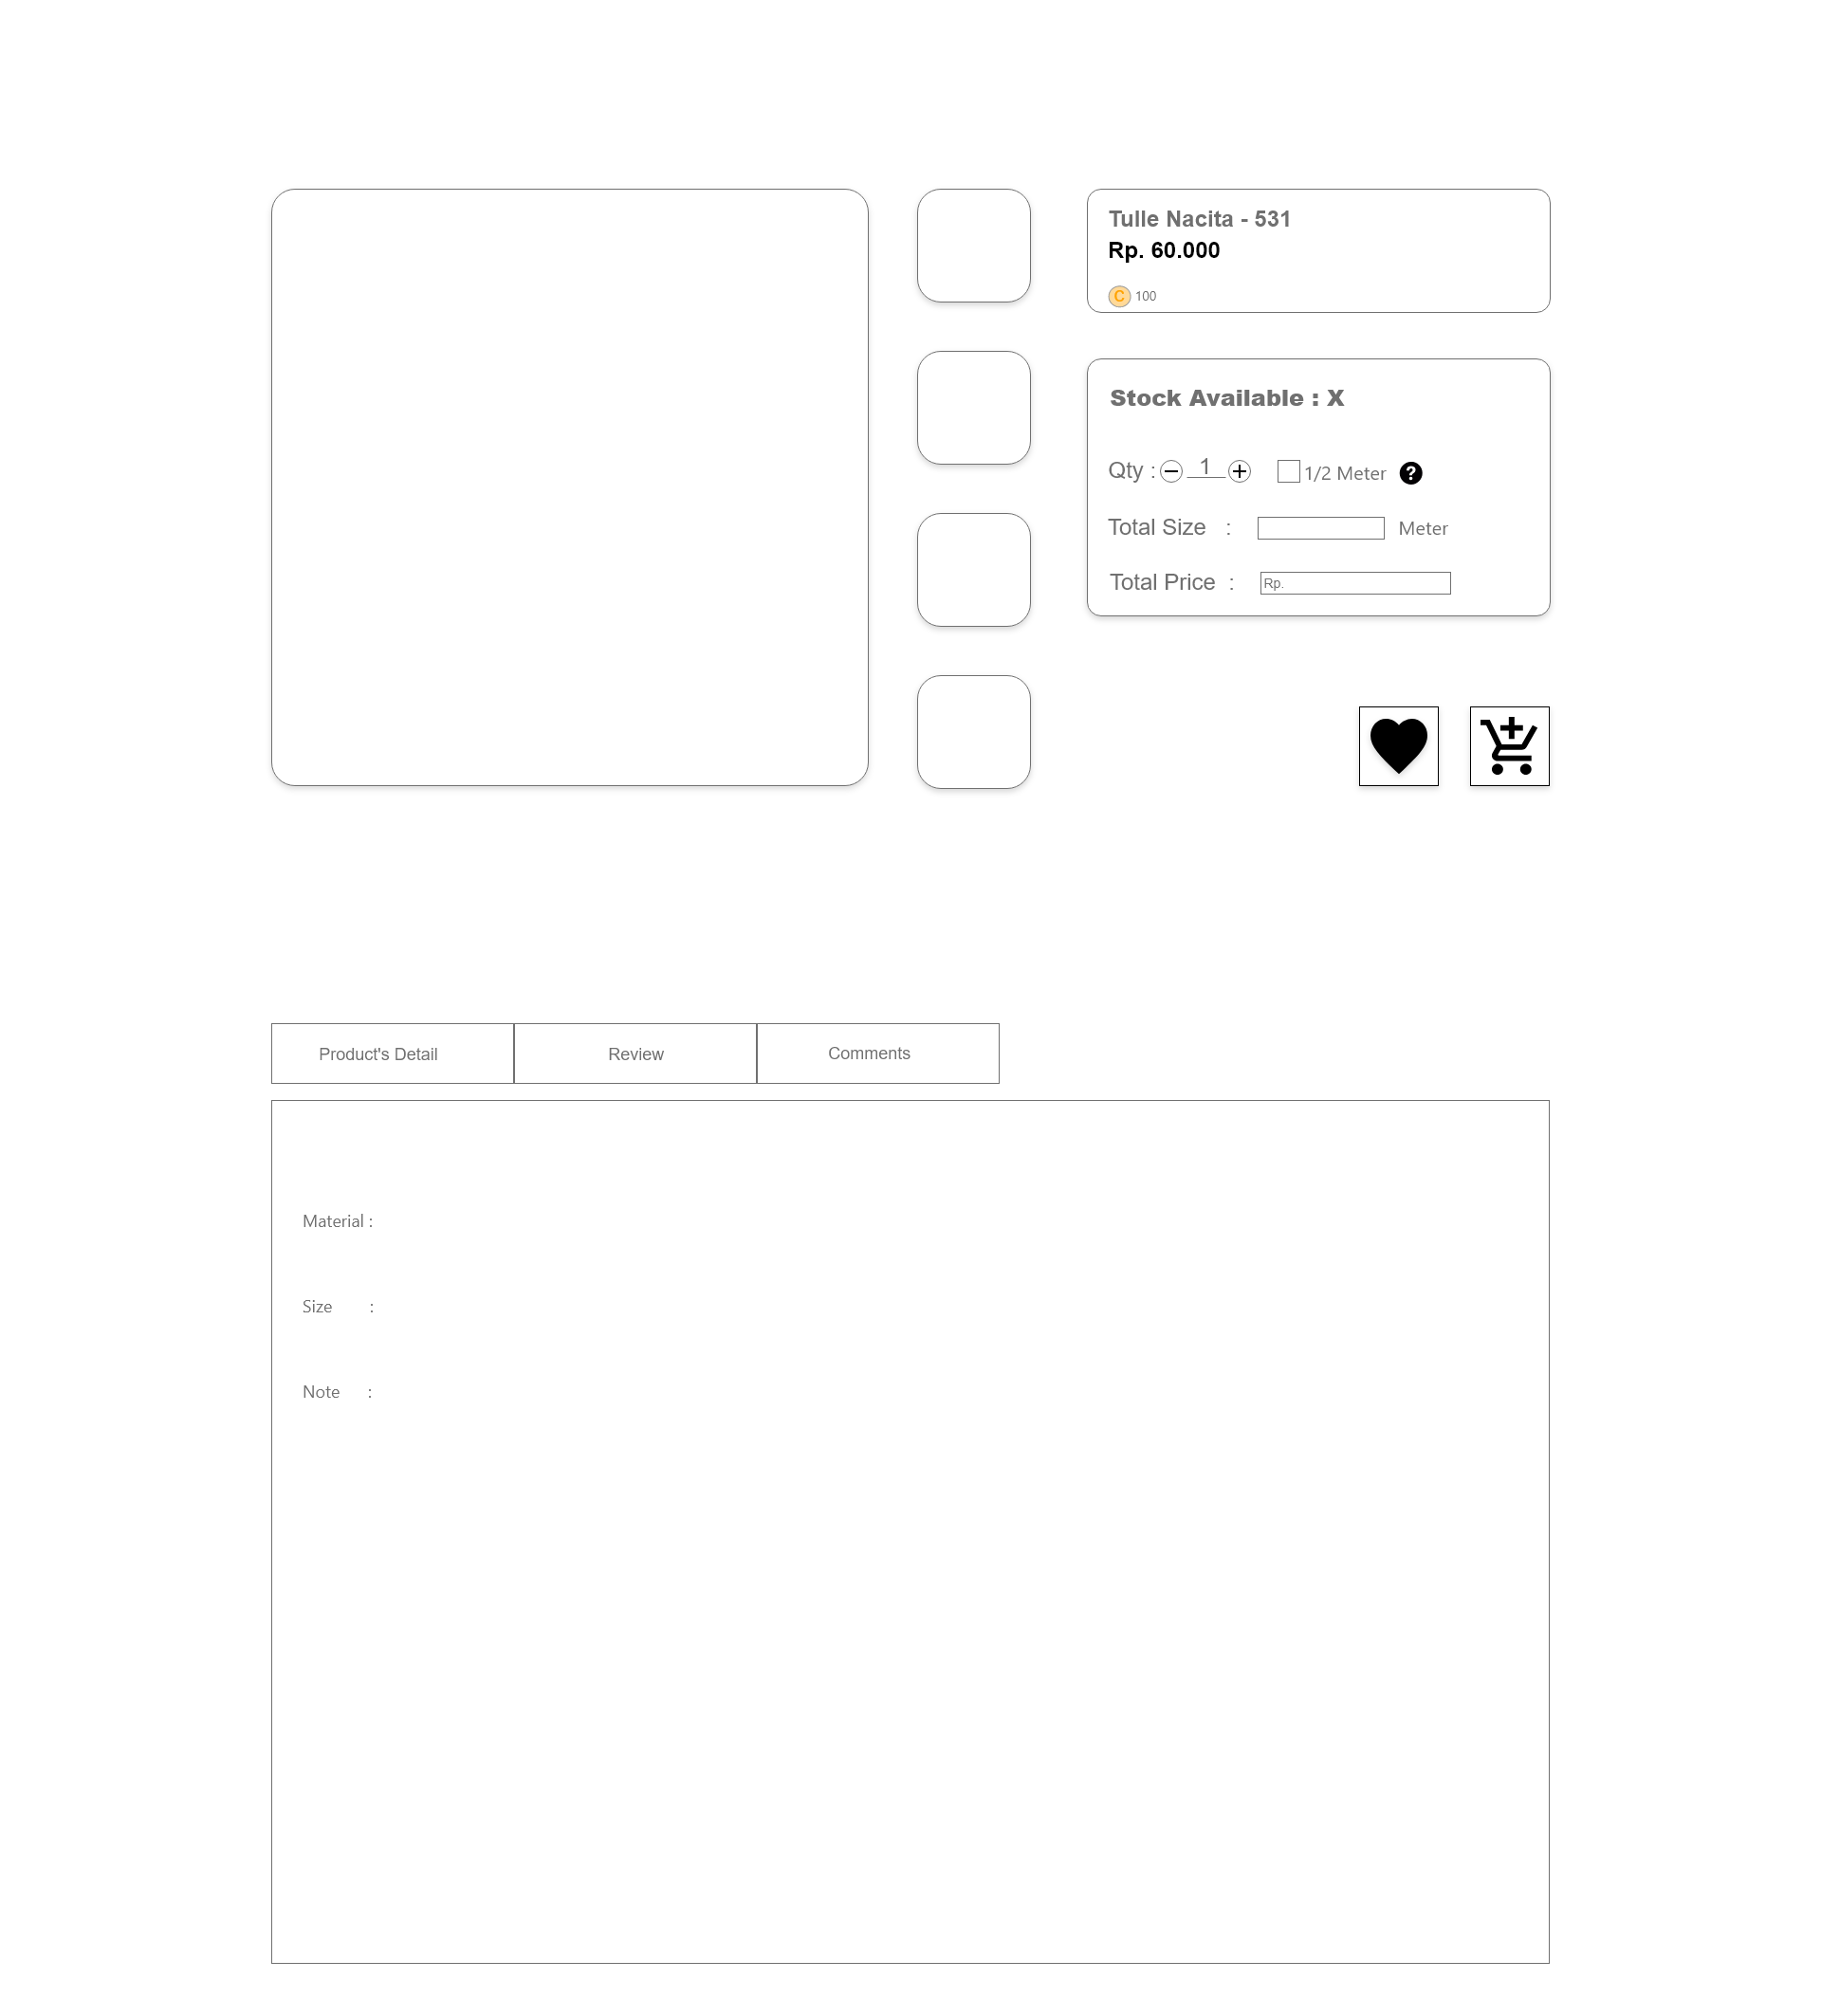 Tulle Nacita - 531
Rp. 60.000
C 100
Stock Available : X
Qty : 1 1/2 Meter ?
Total Size : Meter
Total Price : Rp.
Product's Detail Review Comments
Material :
Size :
Note :